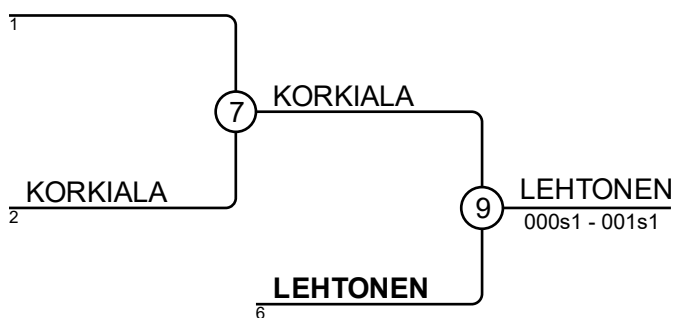 1
7
KORKIALA
KORKIALA
2
9
LEHTONEN
000s1 - 001s1
LEHTONEN
6